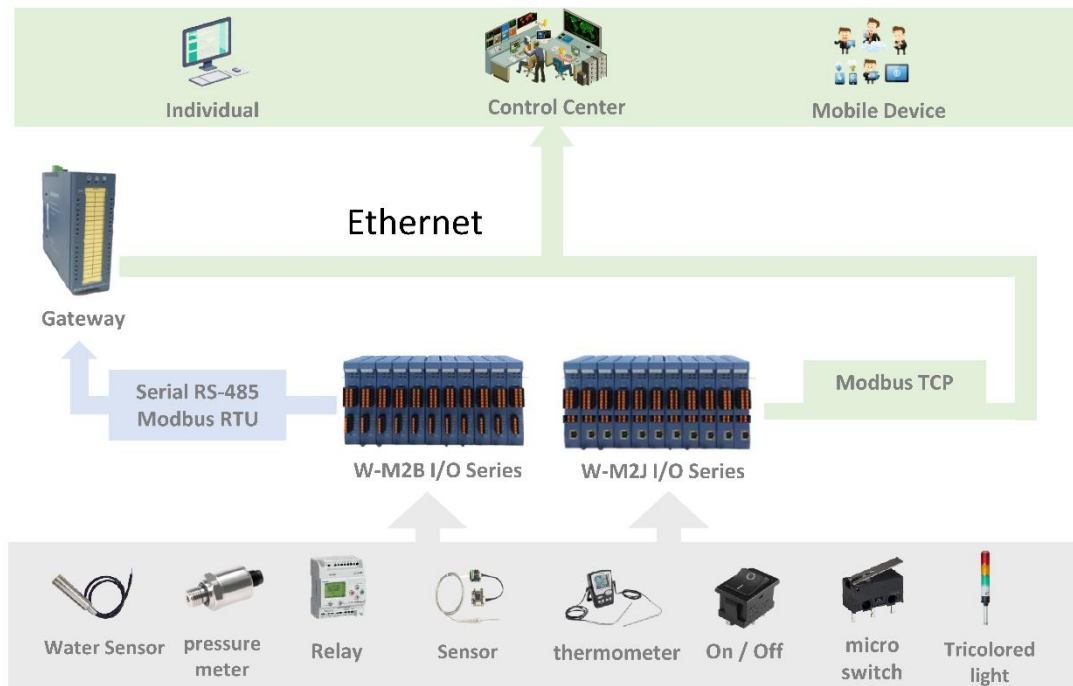 Individual
Control Center
Mobile Device
Ethernet
Gateway
Serial RS-485
Modbus RTU
Modbus TCP
W-M2B I/O Series
W-M2J I/O Series
Water Sensor
pressure
meter
Relay
Sensor
thermometer
On / Off
micro
switch
Tricolored
light